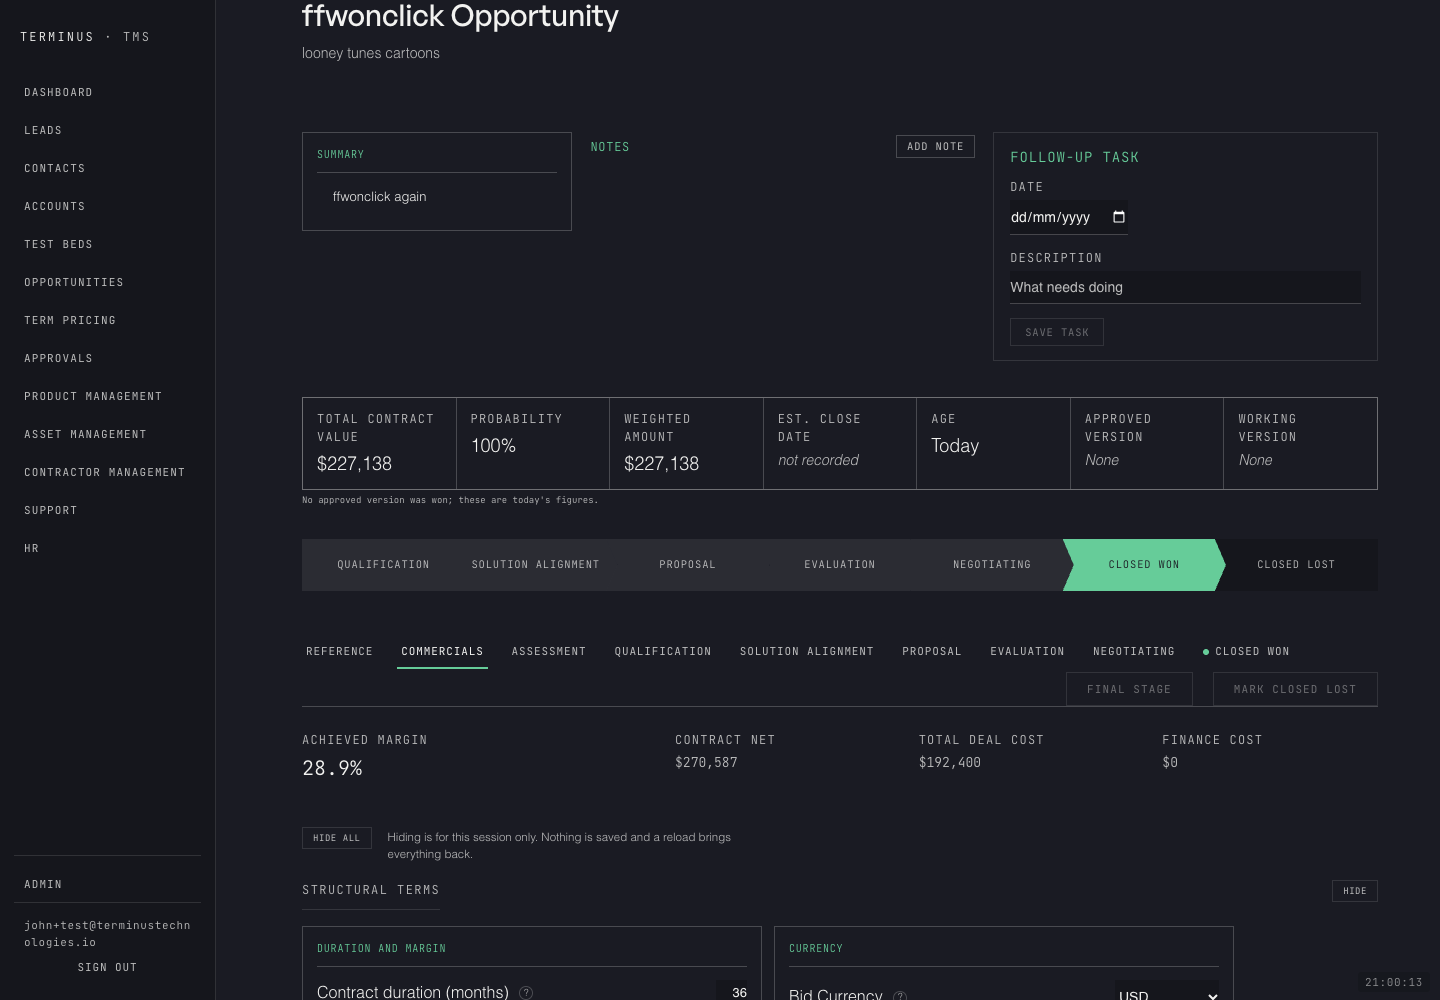 TERMINUS · TMS
DASHBOARD
LEADS
CONTACTS
ACCOUNTS
TEST BEDS
OPPORTUNITIES
TERM PRICING
APPROVALS
PRODUCT MANAGEMENT
ASSET MANAGEMENT
CONTRACTOR MANAGEMENT
SUPPORT
HR
ADMIN
john+test@terminustechn
ologies.io
SIGN OUT
ffwonclick Opportunity
looney tunes cartoons
SUMMARY
ffwonclick again
NOTES
ADD NOTE
FOLLOW-UP TASK
DATE
dd/mm/yyyy
DESCRIPTION
What needs doing
SAVE TASK
TOTAL CONTRACT
VALUE
$227,138
PROBABILITY
100%
WEIGHTED
AMOUNT
$227,138
EST. CLOSE
DATE
not recorded
AGE
Today
APPROVED
VERSION
None
WORKING
VERSION
None
No approved version was won; these are today's figures.
QUALIFICATION
SOLUTION ALIGNMENT
PROPOSAL
EVALUATION
NEGOTIATING
CLOSED WON
CLOSED LOST
REFERENCE
COMMERCIALS
ASSESSMENT
QUALIFICATION
SOLUTION ALIGNMENT
PROPOSAL
EVALUATION
NEGOTIATING
CLOSED WON
FINAL STAGE
MARK CLOSED LOST
ACHIEVED MARGIN
28.9%
CONTRACT NET
$270,587
TOTAL DEAL COST
$192,400
FINANCE COST
$0
HIDE ALL
Hiding is for this session only. Nothing is saved and a reload brings
everything back.
STRUCTURAL TERMS
HIDE
DURATION AND MARGIN
Contract duration (months) ?
36
CURRENCY
Bid Currency ?
USD
21:00:13